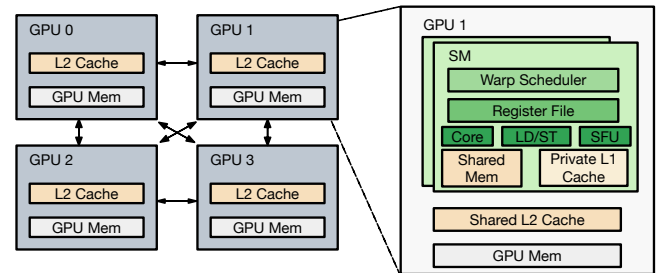 GPU 0
L2 Cache
GPU Mem
GPU 1
L2 Cache
GPU Mem
GPU 2
L2 Cache
GPU Mem
GPU 3
L2 Cache
GPU Mem
GPU 1
SM
Warp Scheduler
Register File
Core
LD/ST
SFU
Shared
Mem
Private L1
Cache
Shared L2 Cache
GPU Mem